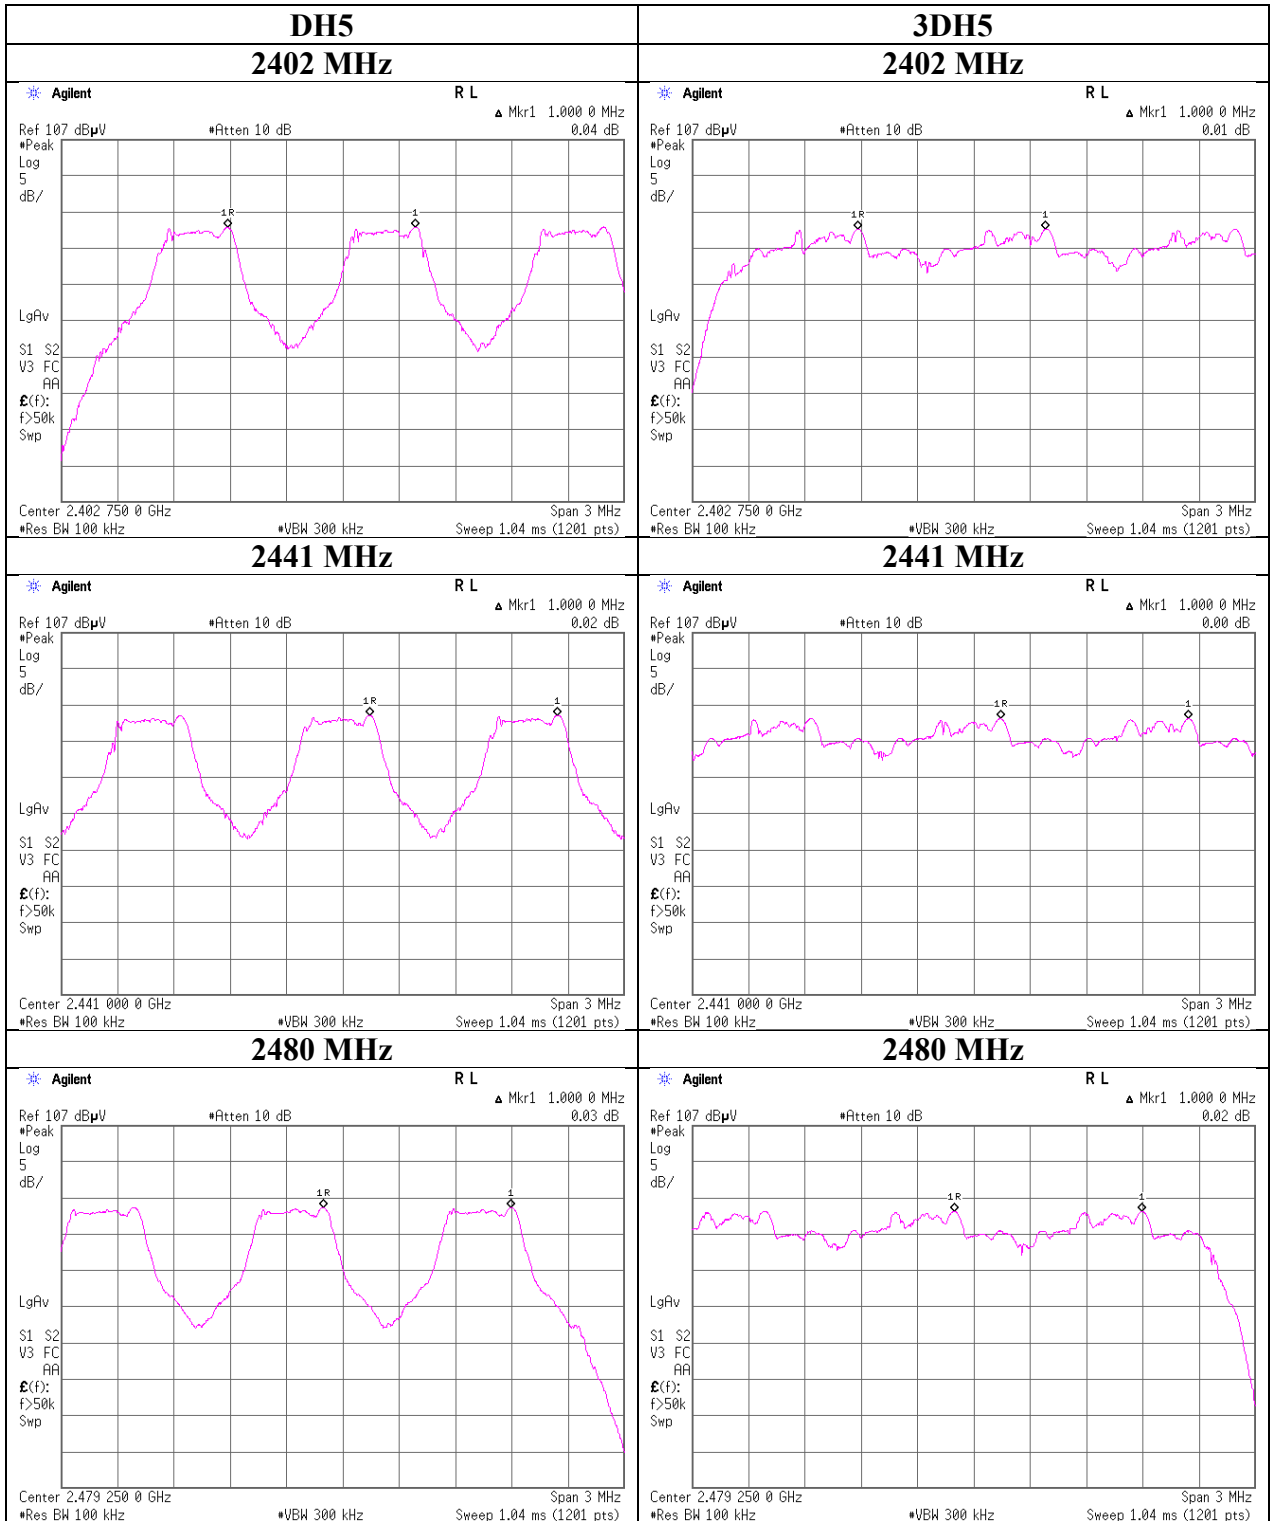 DH5 3DH5
2402 MHz 2402 MHz
Agilent R L
Δ Mkr1 1.000 0 MHz
Ref 107 dBµV #Atten 10 dB 0.04 dB
#Peak
Log
5
dB/
1R 1
LgAv
S1 S2
V3 FC
AA
£(f):
f>50k
Swp
Center 2.402 750 0 GHz Span 3 MHz
#Res BW 100 kHz #VBW 300 kHz Sweep 1.04 ms (1201 pts)
Agilent R L
Δ Mkr1 1.000 0 MHz
Ref 107 dBµV #Atten 10 dB 0.01 dB
#Peak
Log
5
dB/
1R 1
LgAv
S1 S2
V3 FC
AA
£(f):
f>50k
Swp
Center 2.402 750 0 GHz Span 3 MHz
#Res BW 100 kHz #VBW 300 kHz Sweep 1.04 ms (1201 pts)
2441 MHz 2441 MHz
Agilent R L
Δ Mkr1 1.000 0 MHz
Ref 107 dBµV #Atten 10 dB 0.02 dB
#Peak
Log
5
dB/
1R 1
LgAv
S1 S2
V3 FC
AA
£(f):
f>50k
Swp
Center 2.441 000 0 GHz Span 3 MHz
#Res BW 100 kHz #VBW 300 kHz Sweep 1.04 ms (1201 pts)
Agilent R L
Δ Mkr1 1.000 0 MHz
Ref 107 dBµV #Atten 10 dB 0.00 dB
#Peak
Log
5
dB/
1R 1
LgAv
S1 S2
V3 FC
AA
£(f):
f>50k
Swp
Center 2.441 000 0 GHz Span 3 MHz
#Res BW 100 kHz #VBW 300 kHz Sweep 1.04 ms (1201 pts)
2480 MHz 2480 MHz
Agilent R L
Δ Mkr1 1.000 0 MHz
Ref 107 dBµV #Atten 10 dB 0.03 dB
#Peak
Log
5
dB/
1R 1
LgAv
S1 S2
V3 FC
AA
£(f):
f>50k
Swp
Center 2.479 250 0 GHz Span 3 MHz
#Res BW 100 kHz #VBW 300 kHz Sweep 1.04 ms (1201 pts)
Agilent R L
Δ Mkr1 1.000 0 MHz
Ref 107 dBµV #Atten 10 dB 0.02 dB
#Peak
Log
5
dB/
1R 1
LgAv
S1 S2
V3 FC
AA
£(f):
f>50k
Swp
Center 2.479 250 0 GHz Span 3 MHz
#Res BW 100 kHz #VBW 300 kHz Sweep 1.04 ms (1201 pts)